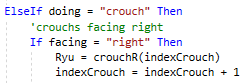 ElseIf doing = "crouch" Then
'crouchs facing right
If facing = "right" Then
Ryu = crouchR(indexCrouch)
indexCrouch = indexCrouch + 1